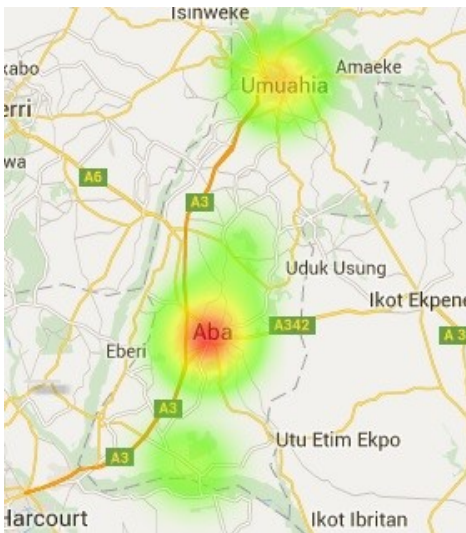 Isinweke
Amaeke
Umuahia
kabo
erri
wa
A6
A3
Uduk Usung
Ikot Ekpene
A342
Aba
A 3
Eberi
A3
Utu Etim Ekpo
A3
Harcourt
Ikot Ibritan